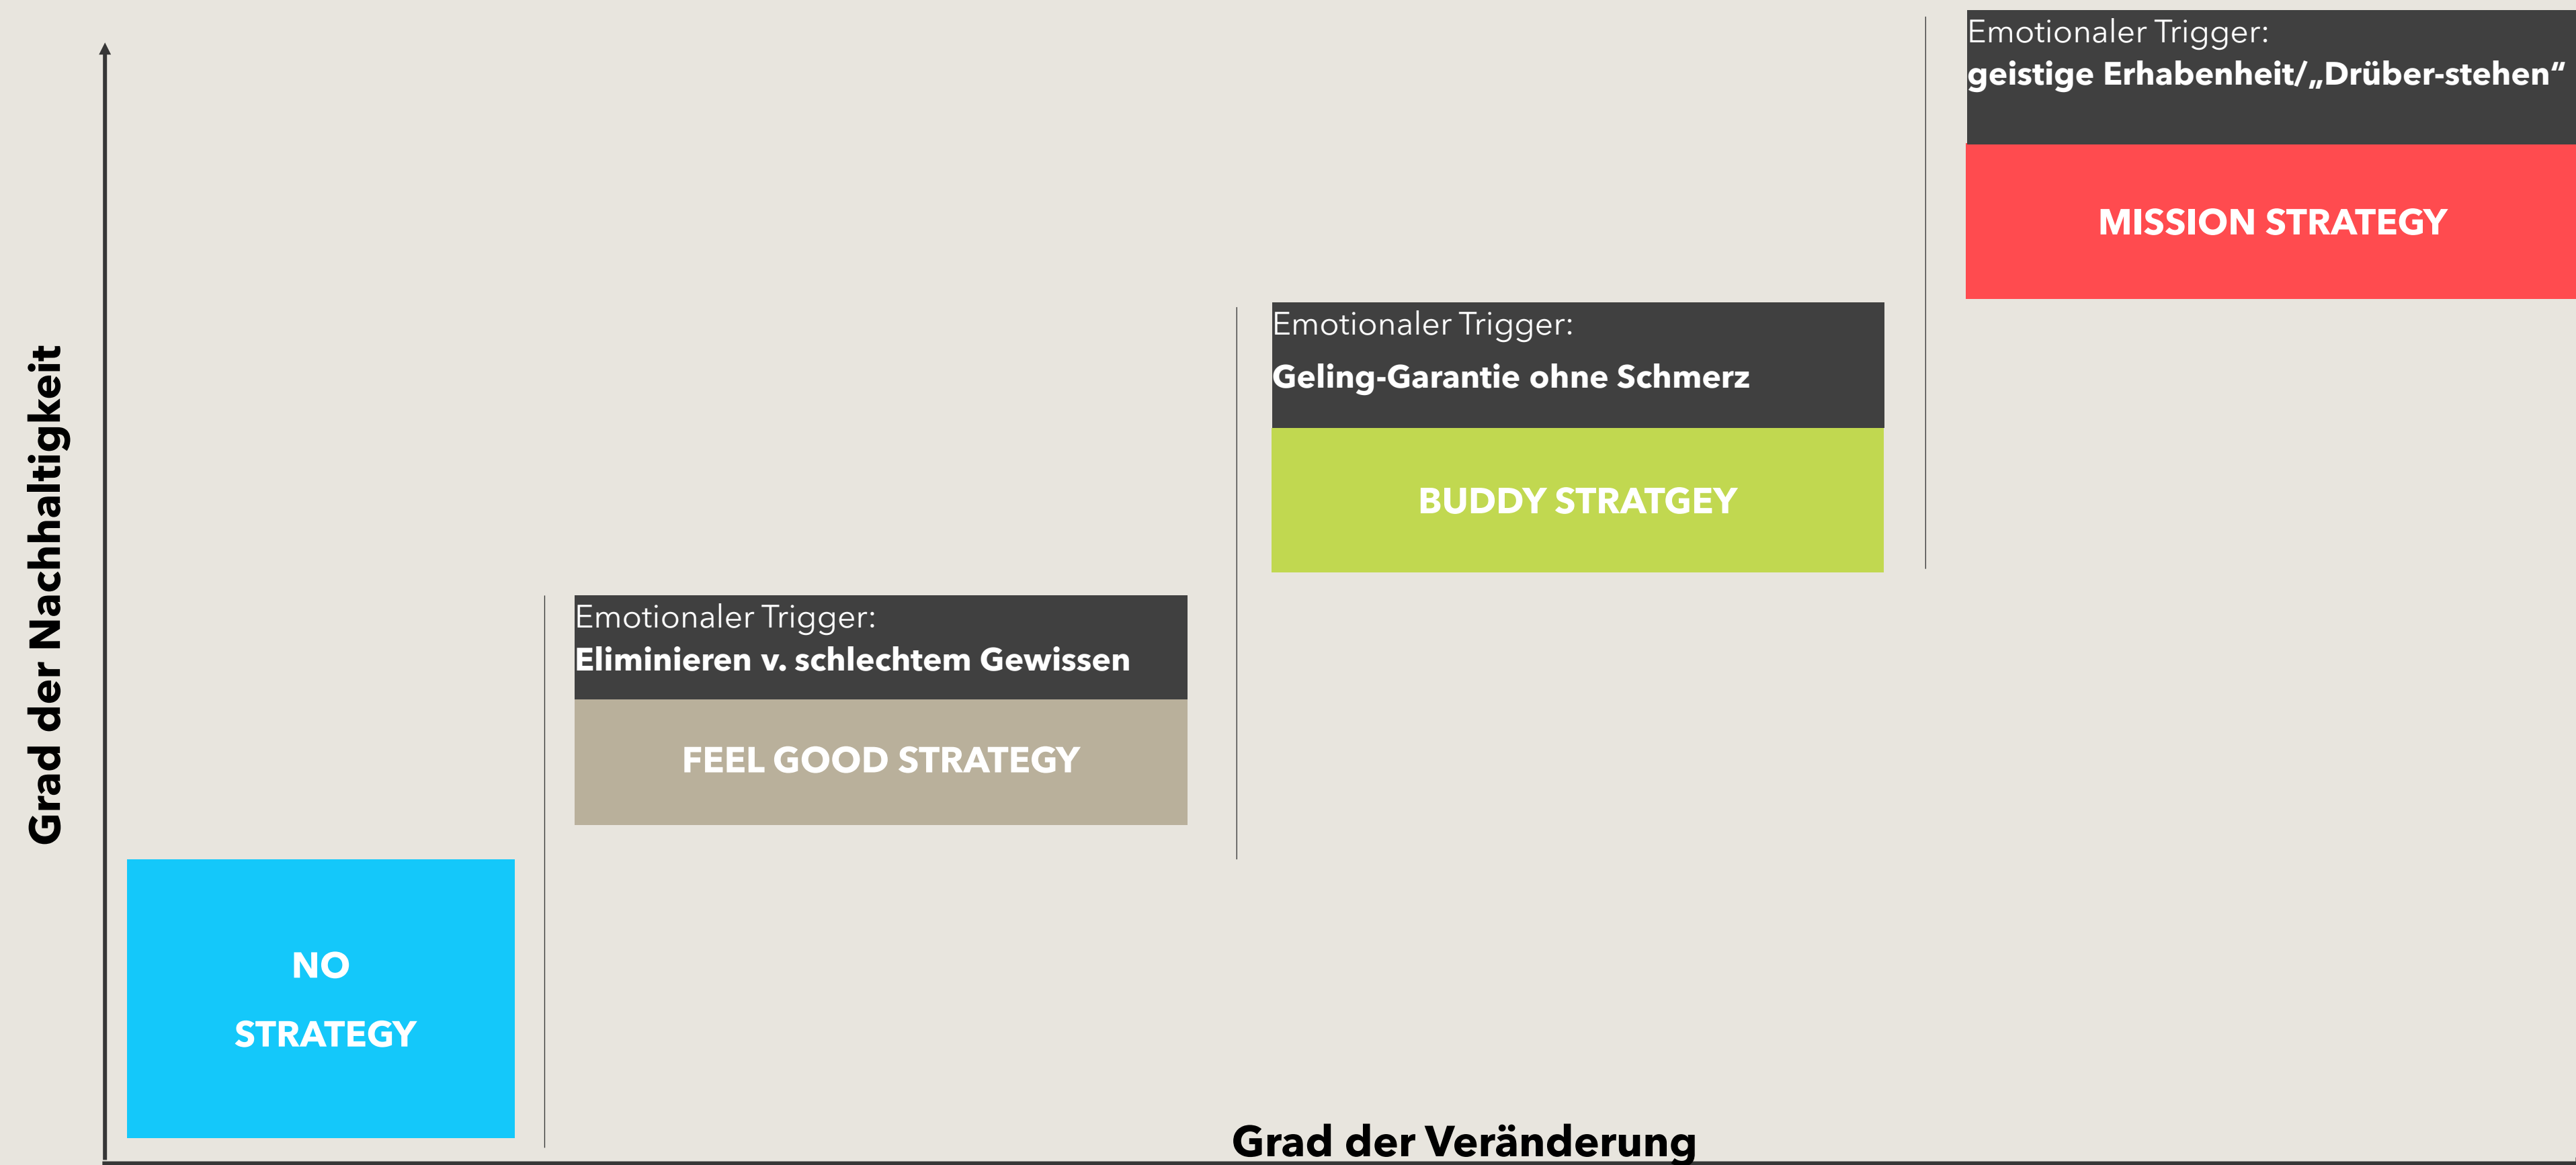 Emotionaler Trigger:
geistige Erhabenheit/„Drüber-stehen“
MISSION STRATEGY
Emotionaler Trigger:
Geling-Garantie ohne Schmerz
BUDDY STRATGEY
Emotionaler Trigger:
Eliminieren v. schlechtem Gewissen
FEEL GOOD STRATEGY
NO
STRATEGY
Grad der Nachhaltigkeit
Grad der Veränderung